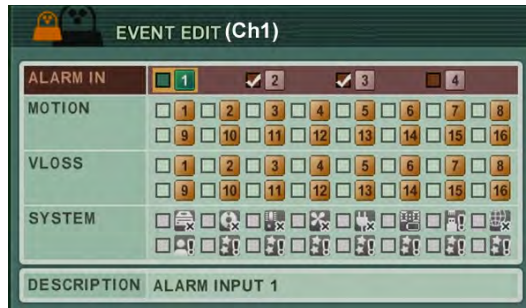 EVENT EDIT (Ch1)
ALARM IN 1 2 3 4
MOTION 1 2 3 4 5 6 7 8
9 10 11 12 13 14 15 16
VLOSS 1 2 3 4 5 6 7 8
9 10 11 12 13 14 15 16
SYSTEM
DESCRIPTION ALARM INPUT 1